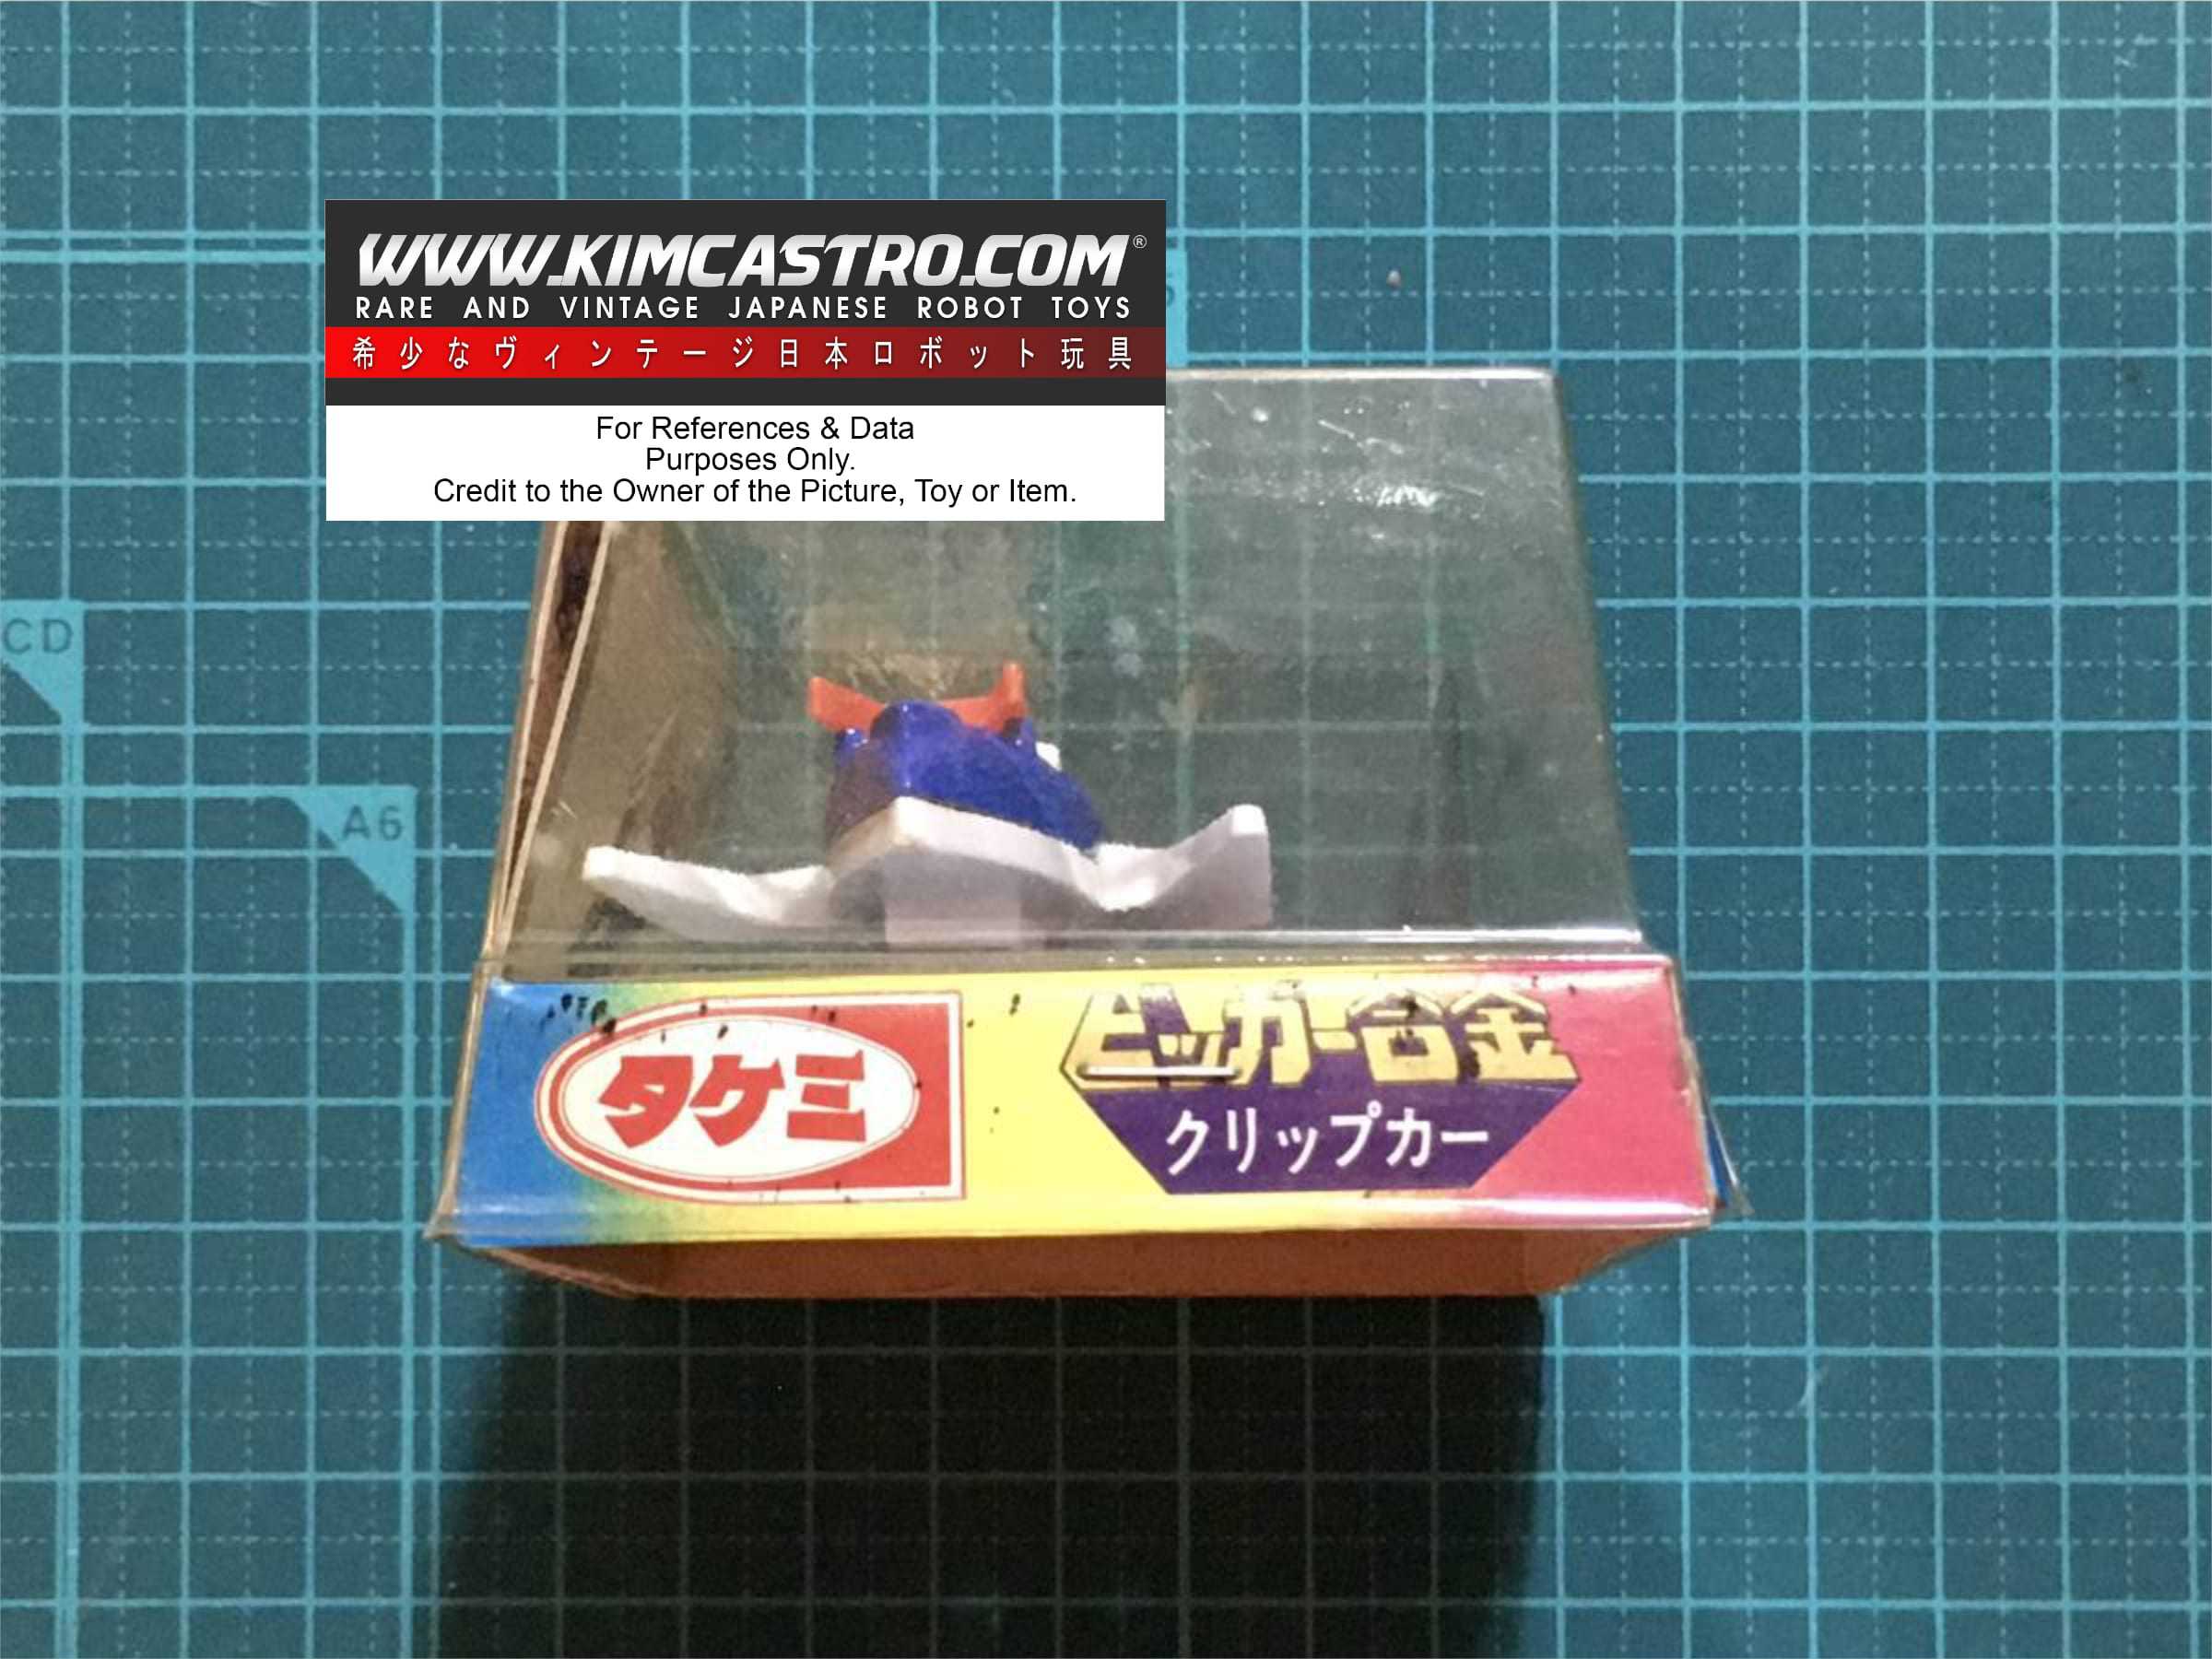 WWW.KIMCASTRO.COM®
RARE AND VINTAGE JAPANESE ROBOT TOYS
希少なヴィンテージ日本ロボット玩具
For References & Data
Purposes Only.
Credit to the Owner of the Picture, Toy or Item.
CD
A6
タケミ
ビッガー合金
クリップカー